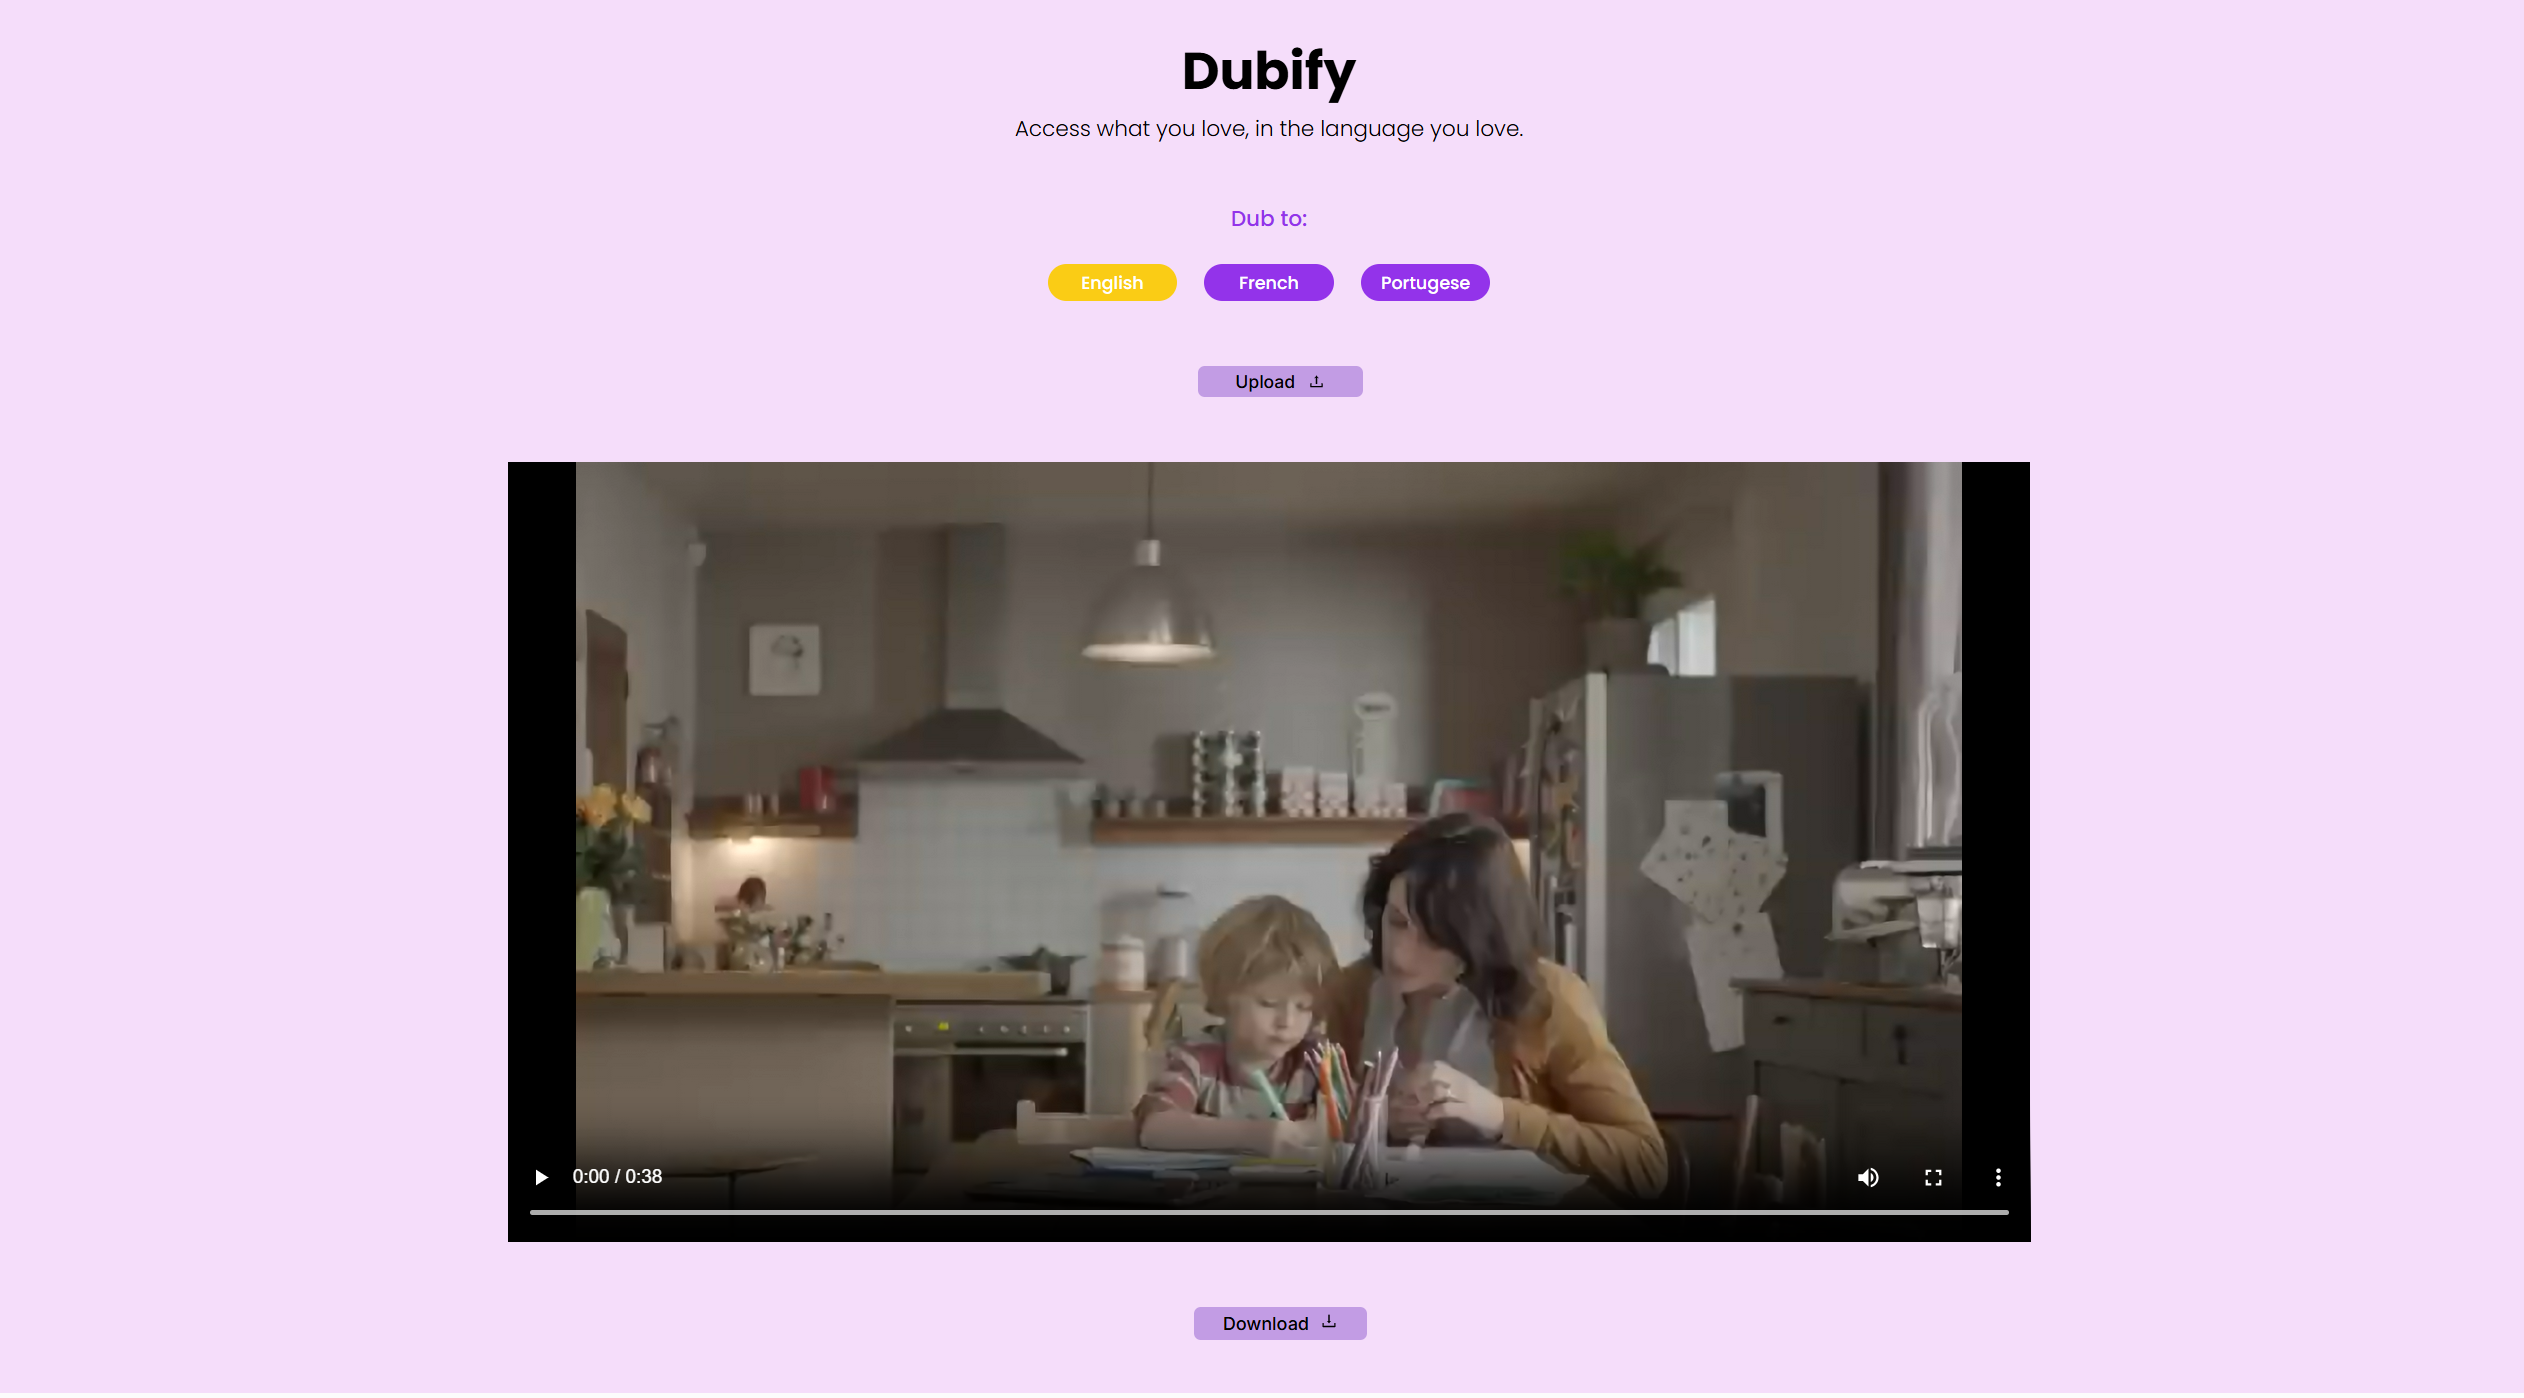 Dubify
Access what you love, in the language you love.
Dub to:
English French Portugese
Upload
0:00 / 0:38
Download